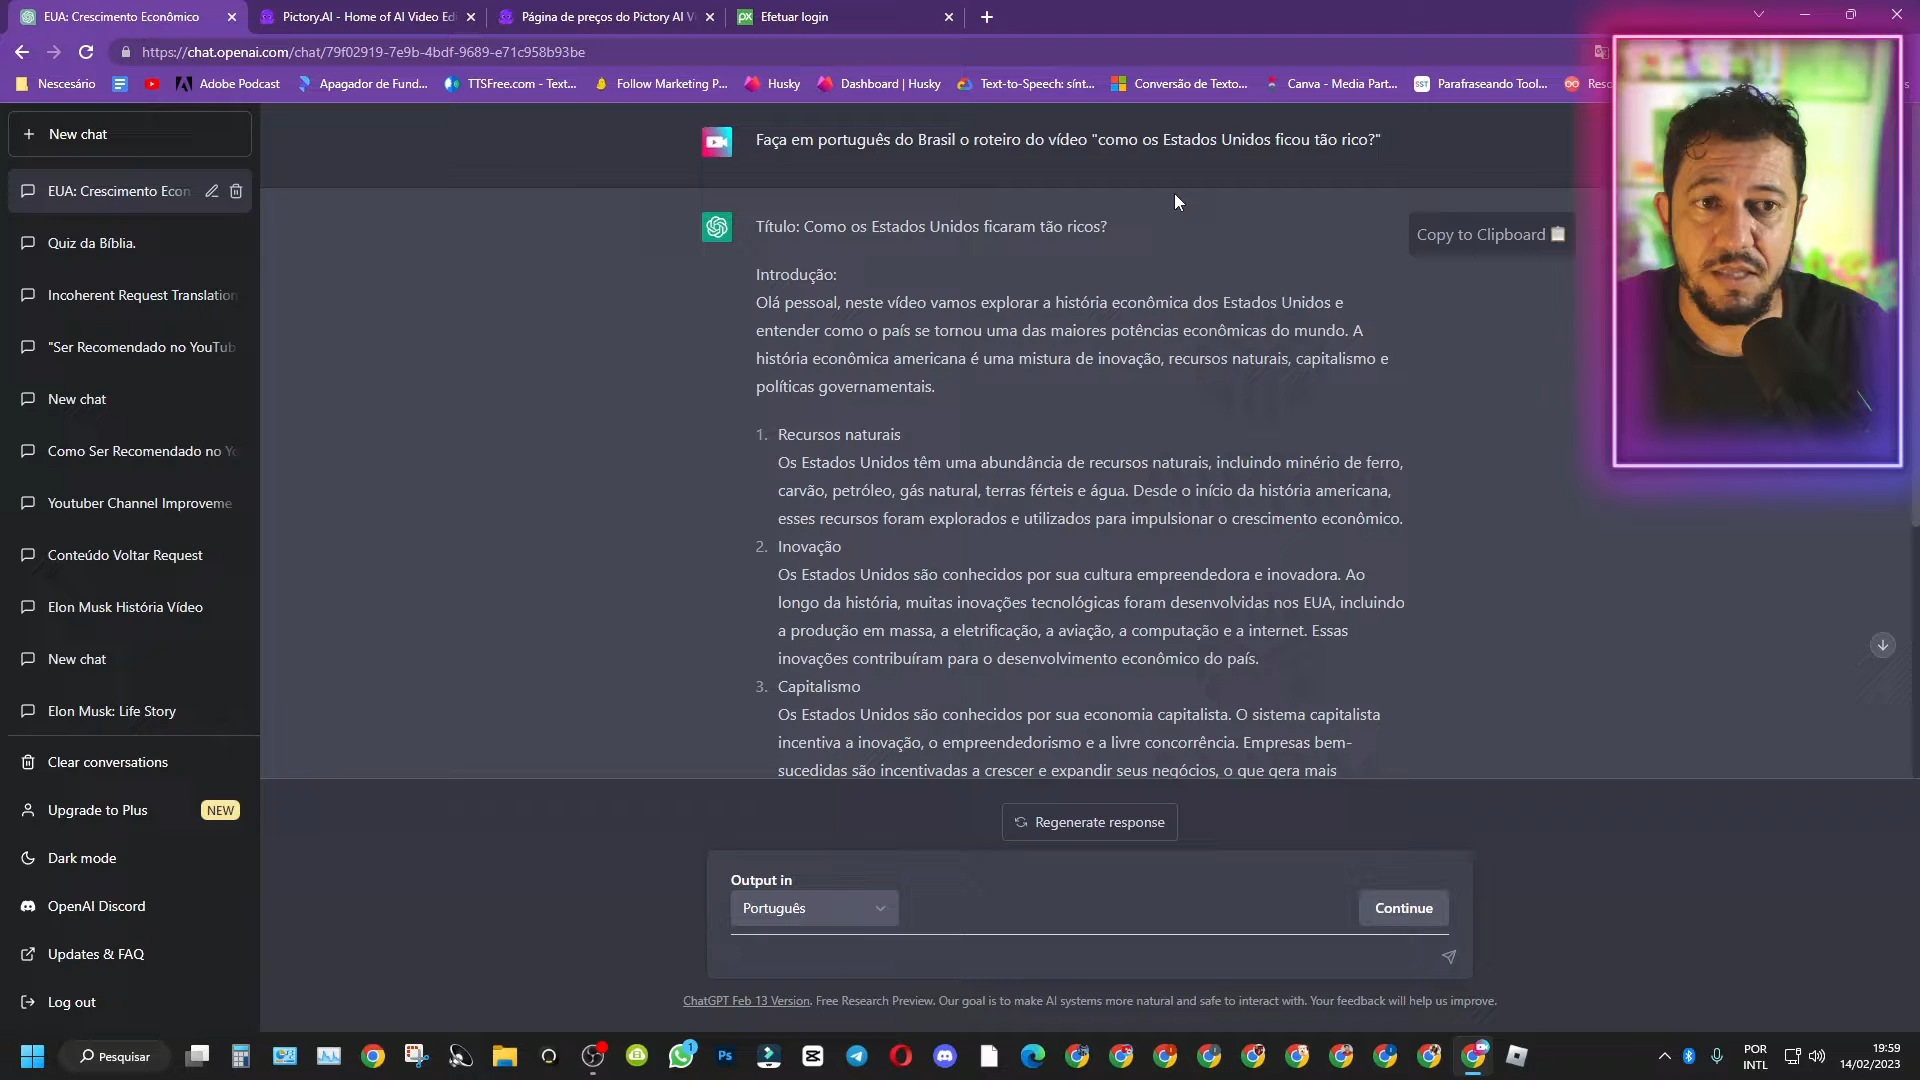 EUA: Crescimento Econômico
Pictory.AI - Home of AI Video Edi
Página de preços do Pictory AI V
Efetuar login
https://chat.openai.com/chat/79f02919-7e9b-4bdf-9689-e71c958b93be
Nescesário
Adobe Podcast
Apagador de Fund...
TTSFree.com - Text...
Follow Marketing P...
Husky
Dashboard | Husky
Text-to-Speech: sínt...
Conversão de Texto...
Canva - Media Part...
Parafraseando Tool...
New chat
EUA: Crescimento Econ
Quiz da Bíblia.
Incoherent Request Translation
"Ser Recomendado no YouTub
New chat
Como Ser Recomendado no Yo
Youtuber Channel Improveme
Conteúdo Voltar Request
Elon Musk História Vídeo
New chat
Elon Musk: Life Story
Clear conversations
Upgrade to Plus NEW
Dark mode
OpenAI Discord
Updates & FAQ
Log out
Faça em português do Brasil o roteiro do vídeo "como os Estados Unidos ficou tão rico?"
Título: Como os Estados Unidos ficaram tão ricos?
Copy to Clipboard
Introdução:
Olá pessoal, neste vídeo vamos explorar a história econômica dos Estados Unidos e
entender como o país se tornou uma das maiores potências econômicas do mundo. A
história econômica americana é uma mistura de inovação, recursos naturais, capitalismo e
políticas governamentais.
1. Recursos naturais
Os Estados Unidos têm uma abundância de recursos naturais, incluindo minério de ferro,
carvão, petróleo, gás natural, terras férteis e água. Desde o início da história americana,
esses recursos foram explorados e utilizados para impulsionar o crescimento econômico.
2. Inovação
Os Estados Unidos são conhecidos por sua cultura empreendedora e inovadora. Ao
longo da história, muitas inovações tecnológicas foram desenvolvidas nos EUA, incluindo
a produção em massa, a eletrificação, a aviação, a computação e a internet. Essas
inovações contribuíram para o desenvolvimento econômico do país.
3. Capitalismo
Os Estados Unidos são conhecidos por sua economia capitalista. O sistema capitalista
incentiva a inovação, o empreendedorismo e a livre concorrência. Empresas bem-
sucedidas são incentivadas a crescer e expandir seus negócios, o que gera mais
Regenerate response
Output in
Português
Continue
ChatGPT Feb 13 Version. Free Research Preview. Our goal is to make AI systems more natural and safe to interact with. Your feedback will help us improve.
Pesquisar
POR
INTL
19:59
14/02/2023